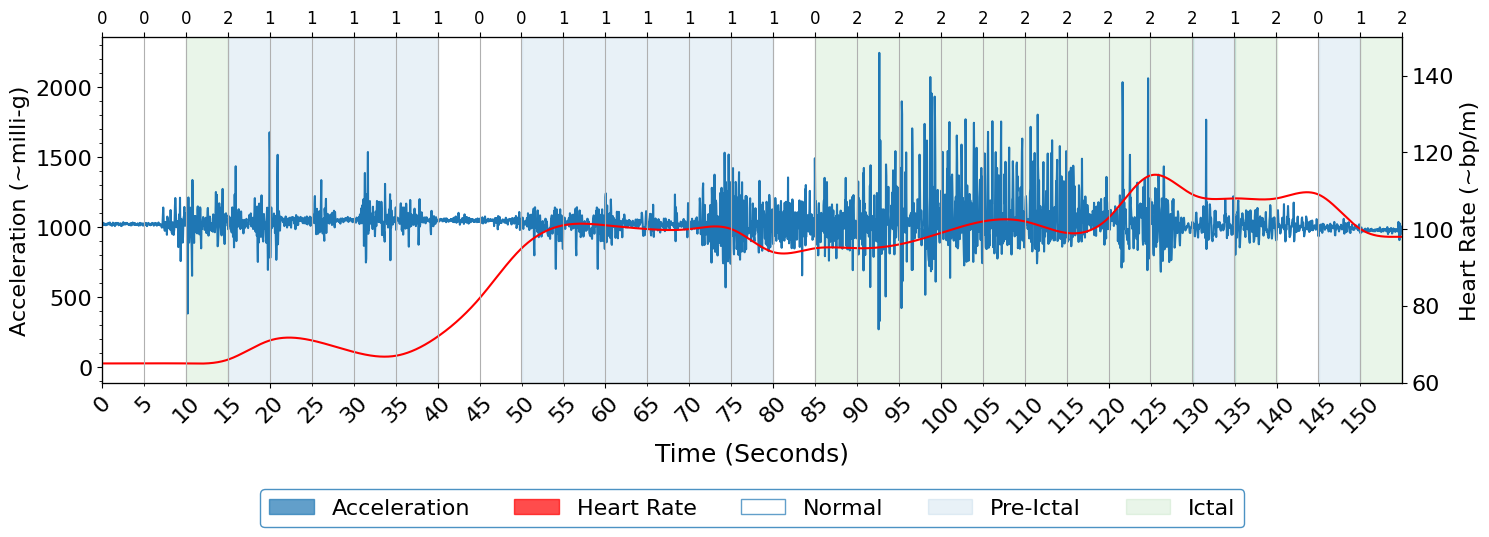 0 0 0 2 1 1 1 1 1 0 0 1 1 1 1 1 1 0 2 2 2 2 2 2 2 2 2 1 2 0 1 2
Acceleration (~milli-g)
2000
1500
1000
500
0
140
120
100
80
60
Heart Rate (~bp/m)
0 5 10 15 20 25 30 35 40 45 50 55 60 65 70 75 80 85 90 95 100 105 110 115 120 125 130 135 140 145 150
Time (Seconds)
Acceleration Heart Rate Normal Pre-Ictal Ictal